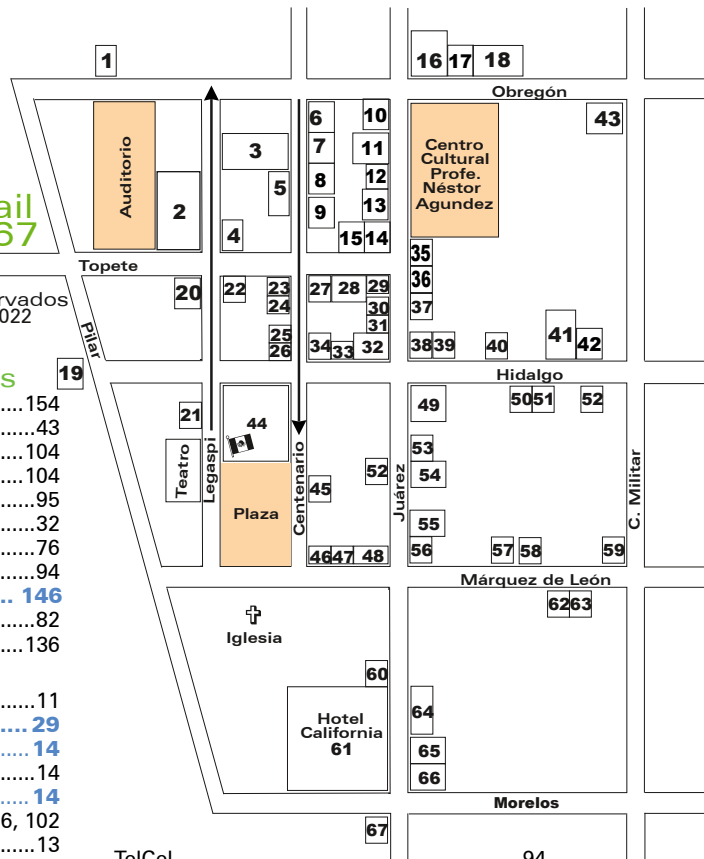 1
16 17 18
Obregón
6
10
43
Auditorio
7
3
11
Centro
Cultural
Profe.
Néstor
Agundez
8
12
5
2
9
13
ail
67
4
15 14
35
Topete
36
rvados
022
20
22
23
27 28 29
24
30
37
31
Pilar
25
26
34 33 32
38 39
40
41
42
19
Hidalgo
s
....154
......43
.....104
.....104
......95
......32
......76
......94
... 146
......82
....136
......11
.... 29
..... 14
......14
..... 14
6, 102
......13
21
44
49
50 51
52
Teatro
Legaspi
Plaza
Centenario
45
52
Juárez
53
54
C. Militar
55
46 47 48
56
57 58
59
Márquez de León
62 63
Iglesia
60
Hotel
California
61
64
65
66
Morelos
67
TelCel
94